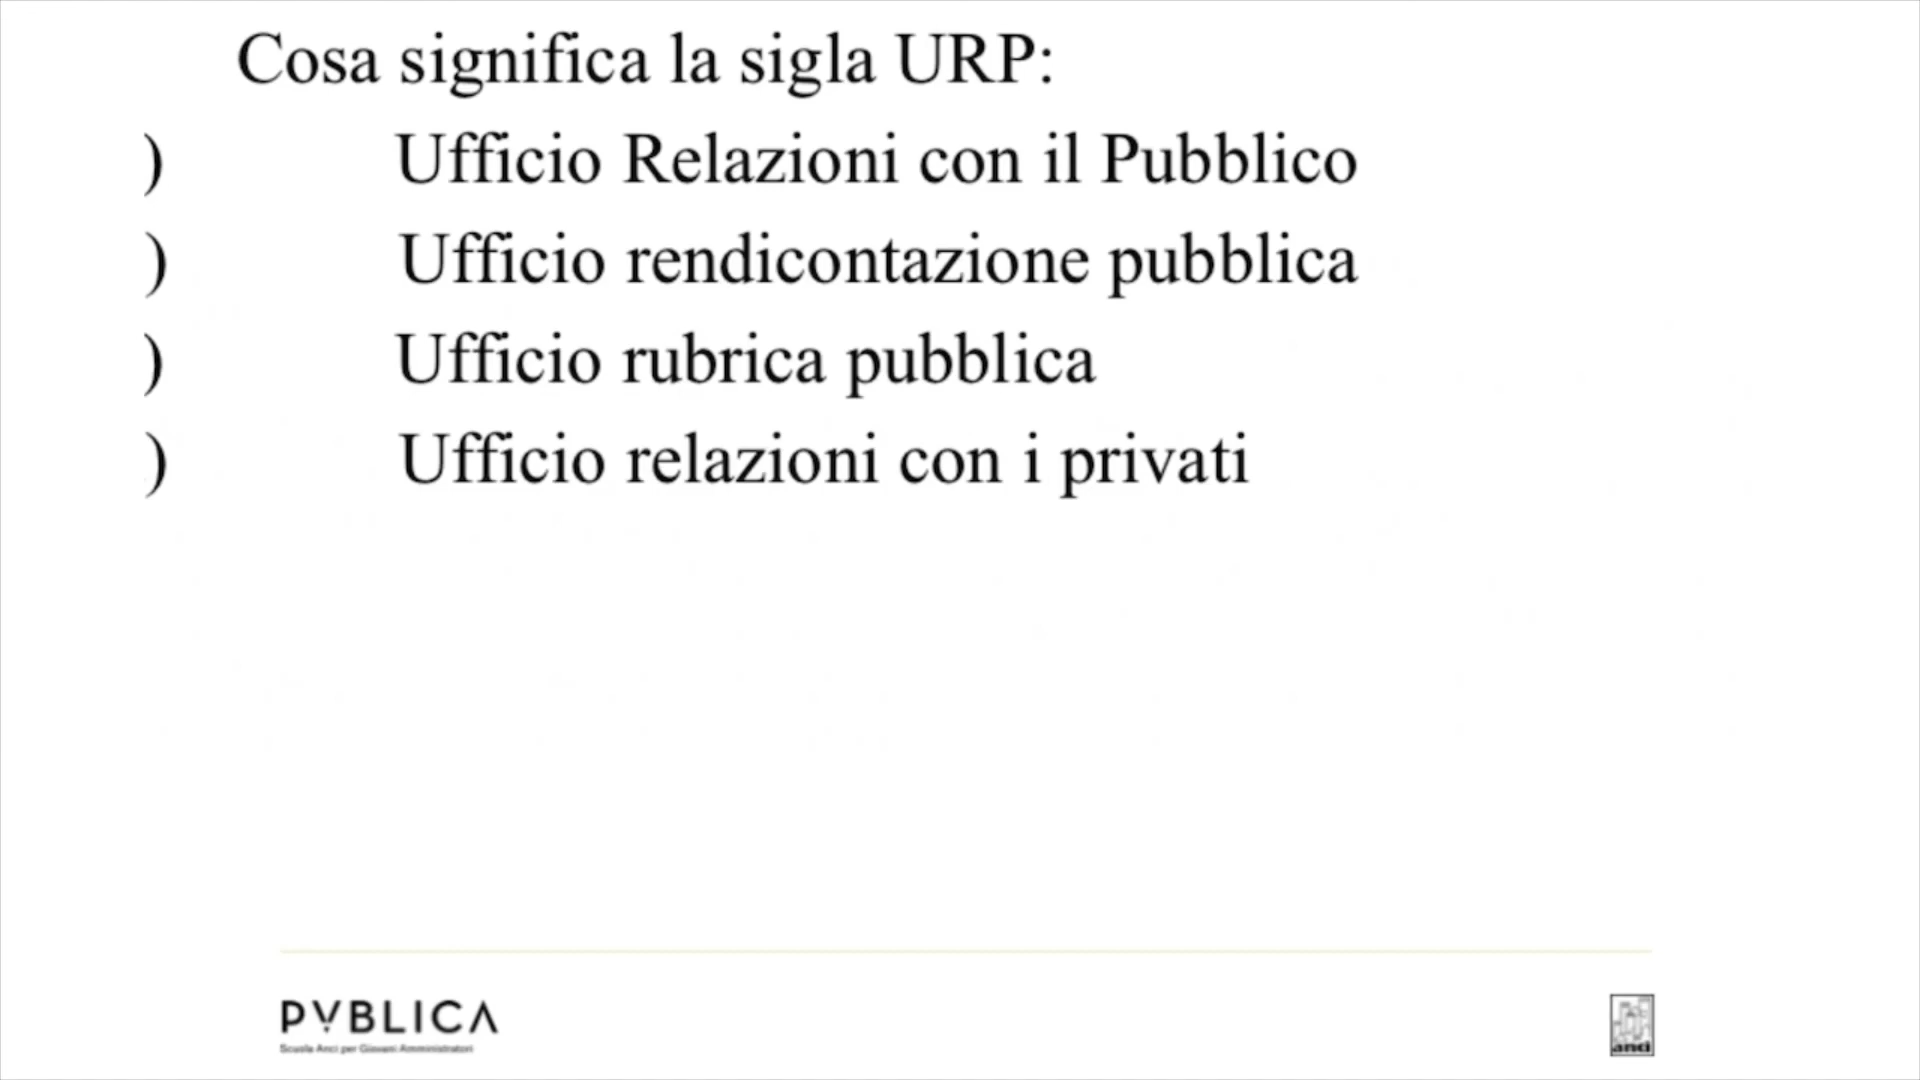 Cosa significa la sigla URP:
) Ufficio Relazioni con il Pubblico
) Ufficio rendicontazione pubblica
) Ufficio rubrica pubblica
) Ufficio relazioni con i privati
PVBLICA
Scuola Anci per Giovani Amministratori
anci